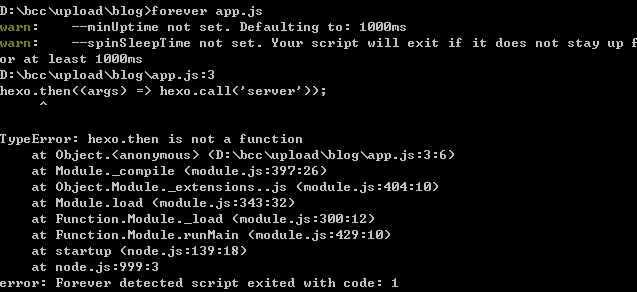 D:\bcc\upload\blog>forever app.js
warn:    --minUptime not set. Defaulting to: 1000ms
warn:    --spinSleepTime not set. Your script will exit if it does not stay up f
or at least 1000ms
D:\bcc\upload\blog\app.js:3
hexo.then((args) => hexo.call('server'));
     ^
TypeError: hexo.then is not a function
    at Object.<anonymous> (D:\bcc\upload\blog\app.js:3:6)
    at Module._compile (module.js:397:26)
    at Object.Module._extensions..js (module.js:404:10)
    at Module.load (module.js:343:32)
    at Function.Module._load (module.js:300:12)
    at Function.Module.runMain (module.js:429:10)
    at startup (node.js:139:18)
    at node.js:999:3
error: Forever detected script exited with code: 1